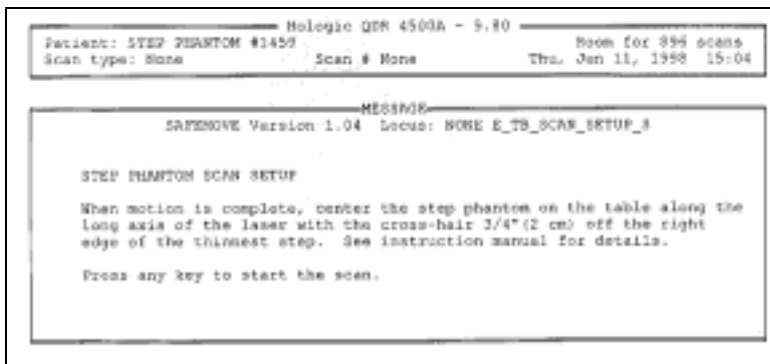 Hologic QDR 4500A - 9.80
Patient: STEP PHANTOM #1459 Room for 896 scans
Scan type: None Scan # None Thu, Jun 11, 1998 15:04
MESSAGE
SAFEMOVE Version 1.04 Locus: NONE E_TB_SCAN_SETUP_S
STEP PHANTOM SCAN SETUP
When motion is complete, center the step phantom on the table along the
long axis of the laser with the cross-hair 3/4"(2 cm) off the right
edge of the thinnest step. See instruction manual for details.
Press any key to start the scan.